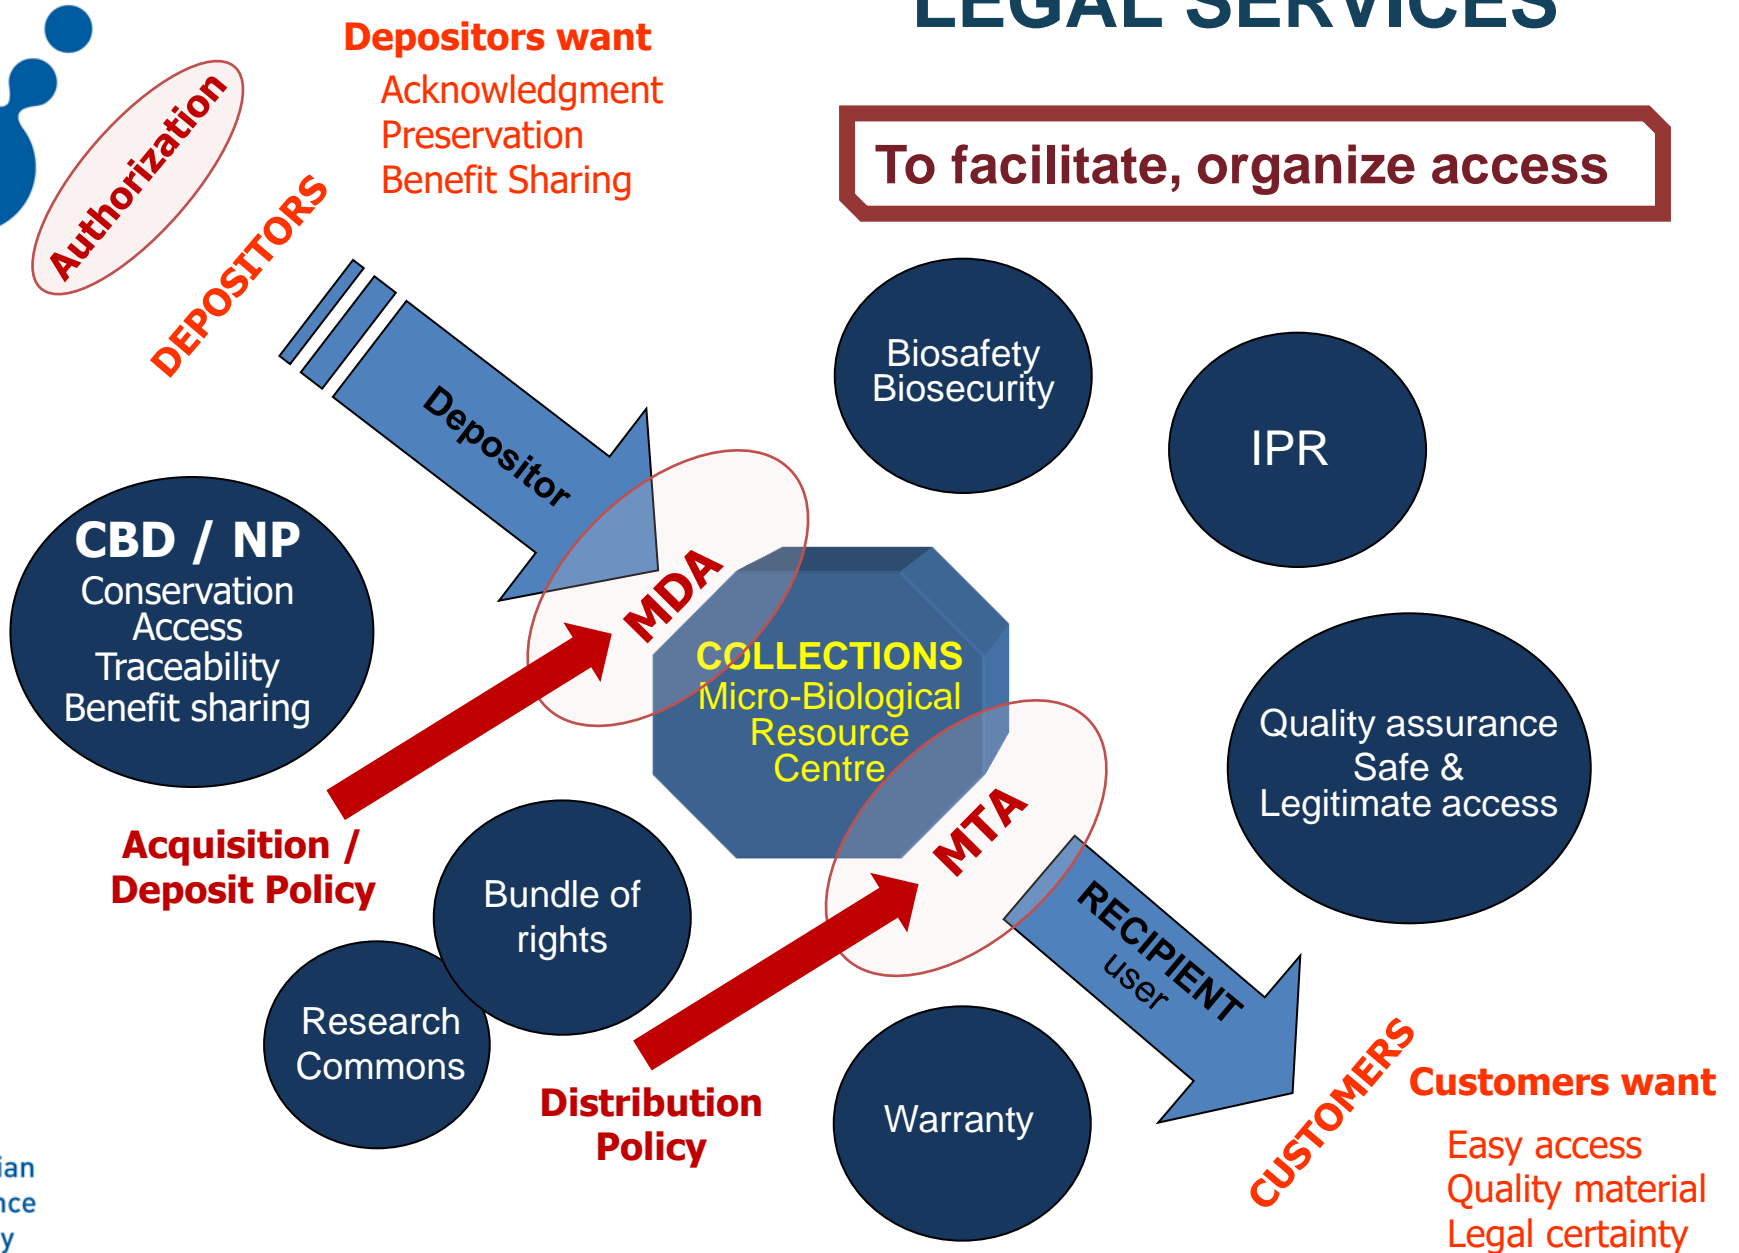 LEGAL SERVICES
Depositors want
Acknowledgment
Preservation
Benefit Sharing
Authorization
DEPOSITORS
To facilitate, organize access
Depositor
Biosafety
Biosecurity
IPR
CBD / NP
Conservation
Access
Traceability
Benefit sharing
MDA
COLLECTIONS
Micro-Biological
Resource
Centre
Quality assurance
Safe &
Legitimate access
MTA
Acquisition /
Deposit Policy
Bundle of
rights
Research
Commons
RECIPIENT
user
Distribution
Policy
Warranty
CUSTOMERS
Customers want
Easy access
Quality material
Legal certainty